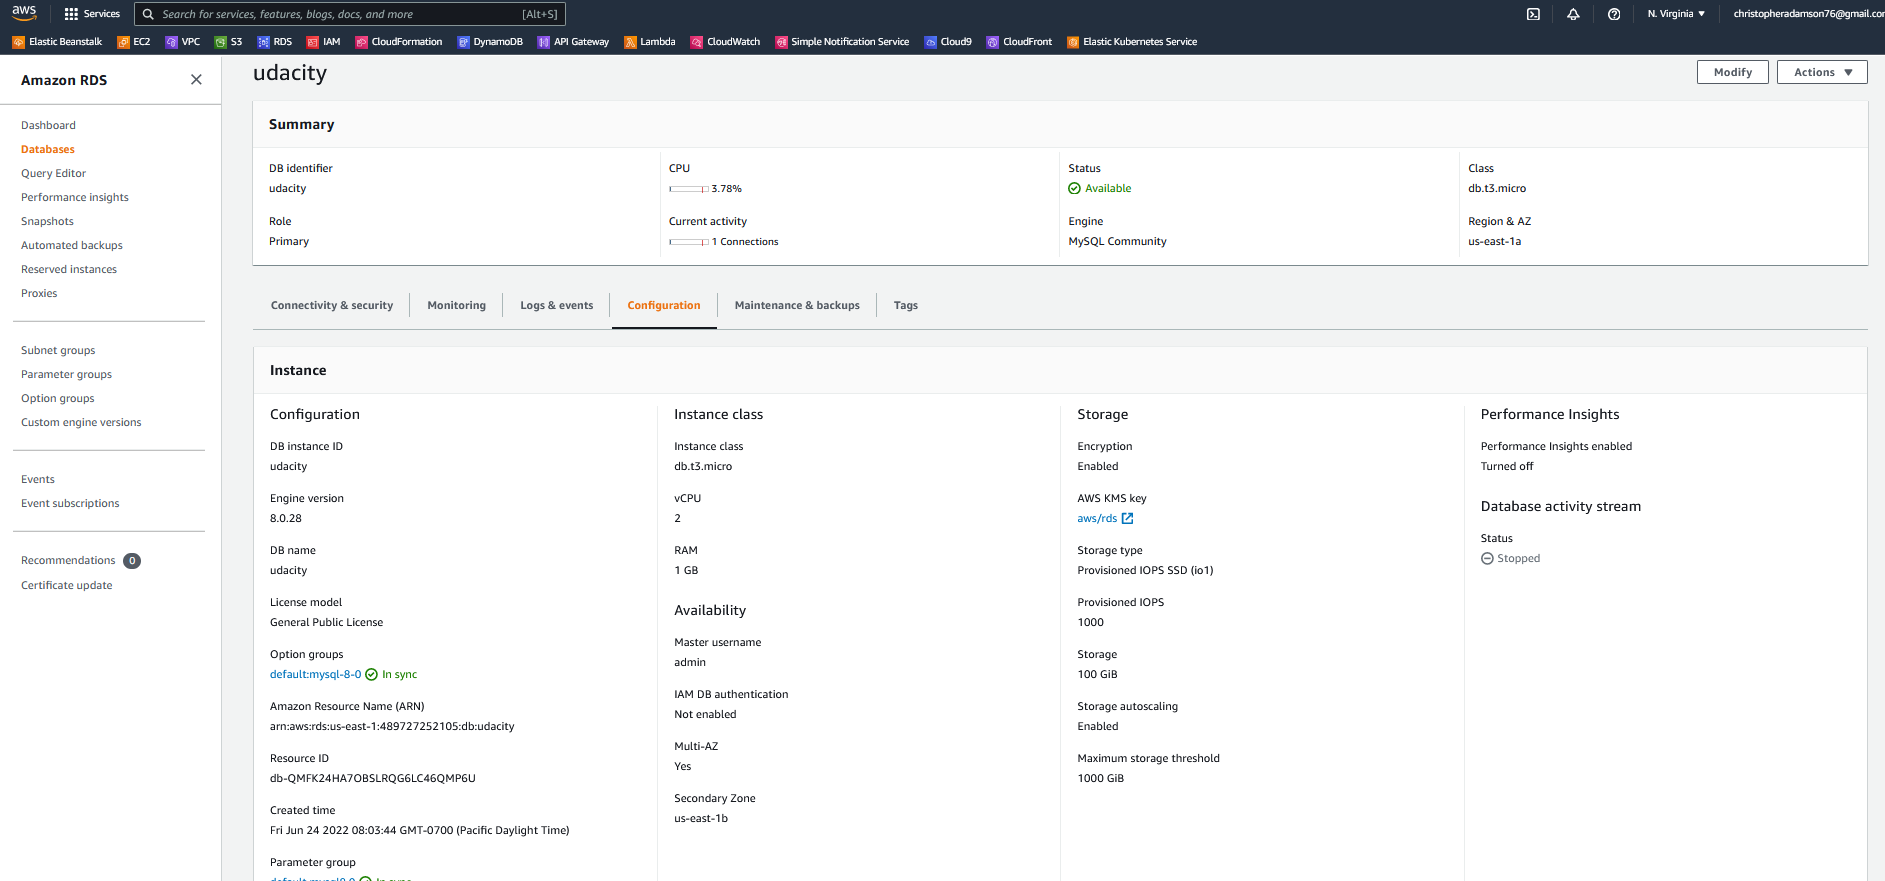 aws Services Search for services, features, blogs, docs, and more [Alt+S] N. Virginia ▼ christopheradamson76@gmail.com
Elastic Beanstalk EC2 VPC S3 RDS IAM CloudFormation DynamoDB API Gateway Lambda CloudWatch Simple Notification Service Cloud9 CloudFront Elastic Kubernetes Service
Amazon RDS
Dashboard
Databases
Query Editor
Performance insights
Snapshots
Automated backups
Reserved instances
Proxies
Subnet groups
Parameter groups
Option groups
Custom engine versions
Events
Event subscriptions
Recommendations 0
Certificate update
udacity
Modify
Actions ▼
Summary
DB identifier
udacity
Role
Primary
CPU
3.78%
Current activity
1 Connections
Status
Available
Engine
MySQL Community
Class
db.t3.micro
Region & AZ
us-east-1a
Connectivity & security Monitoring Logs & events Configuration Maintenance & backups Tags
Instance
Configuration
DB instance ID
udacity
Engine version
8.0.28
DB name
udacity
License model
General Public License
Option groups
default:mysql-8-0 In sync
Amazon Resource Name (ARN)
arn:aws:rds:us-east-1:489727252105:db:udacity
Resource ID
db-QMFK24HA7OBSLRQG6LC46QMP6U
Created time
Fri Jun 24 2022 08:03:44 GMT-0700 (Pacific Daylight Time)
Parameter group
default:mysql8.0 In sync
Instance class
Instance class
db.t3.micro
vCPU
2
RAM
1 GB
Availability
Master username
admin
IAM DB authentication
Not enabled
Multi-AZ
Yes
Secondary Zone
us-east-1b
Storage
Encryption
Enabled
AWS KMS key
aws/rds
Storage type
Provisioned IOPS SSD (io1)
Provisioned IOPS
1000
Storage
100 GiB
Storage autoscaling
Enabled
Maximum storage threshold
1000 GiB
Performance Insights
Performance Insights enabled
Turned off
Database activity stream
Status
Stopped